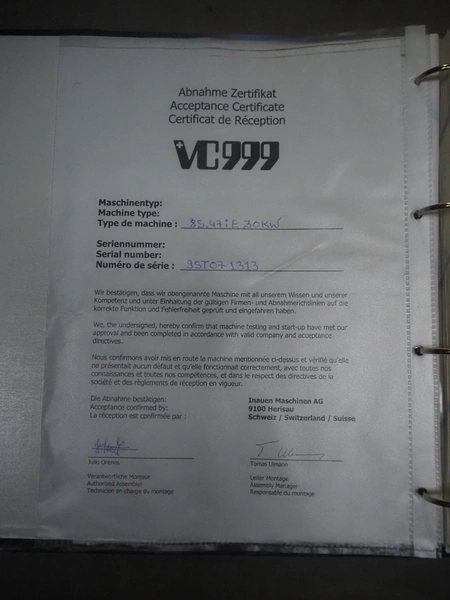 Abnahme Zertifikat
Acceptance Certificate
Certificat de Réception
VC999
Maschinentyp:
Machine type:
Type de machine : 85.47iE 30KW
Seriennummer:
Serial number:
Numéro de série : 95T071313
Wir bestätigen, dass wir obengenannte Maschine mit all unserem Wissen und unserer
Kompetenz und unter Einhaltung der gültigen Firmen- und Abnahmerichtlinien auf die
korrekte Funktion und Fehlerfreiheit geprüft und eingefahren haben.
We, the undersigned, hereby confirm that machine testing and start-up have met our
approval and been completed in accordance with valid company and acceptance
directives.
Nous confirmons avoir mis en route la machine mentionnée ci-dessus et vérifié qu'elle
ne présentait aucun défaut et qu'elle fonctionnait correctement, avec toutes nos
connaissances et toutes nos compétences, et dans le respect des directives de la
société et des règlements de réception en vigueur.
Die Abnahme bestätigen:
Acceptance confirmed by:
La réception est confirmée par :
Inauen Maschinen AG
9100 Herisau
Schweiz / Switzerland / Suisse
Julio Orence
Tomas Ulmann
Verantwortliche Monteur
Authorised Assembler
Technicien en charge du montage
Leiter Montage
Assembly Manager
Responsable du montage